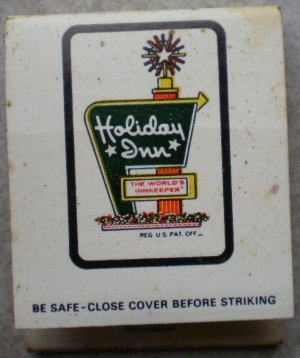 Holiday
Inn
THE WORLD'S
INNKEEPER
REG. U.S. PAT. OFF.
BE SAFE-CLOSE COVER BEFORE STRIKING